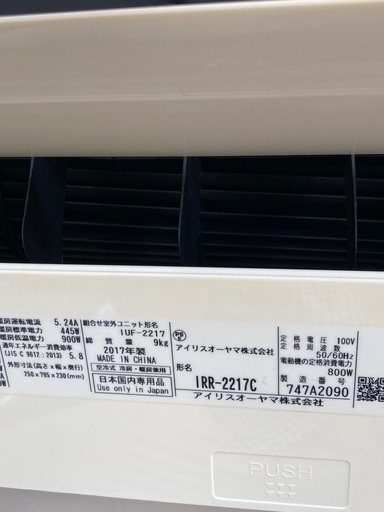 暖房運転電流 5.24A
暖房標準電力 445W
暖房低温電力 900W
通年エネルギー消費効率
(JIS C 9612:2013) 5.8
外形寸法(高さ×幅×奥行)
250×795×230(mm)
組合せ室外ユニット形名
IUF-2217
総質量 9kg
2017年製
MADE IN CHINA
空冷式 冷房・暖房兼用
日本国内専用品
Use only in Japan
PSE
アイリスオーヤマ株式会社
形名
IRR-2217C
アイリスオーヤマ株式会社
定格電圧 100V
定格周波数
50/60Hz
電動機の定格消費電力
800W
製造番号
747A2090
PUSH